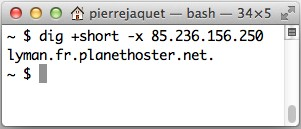 pierrejaquet — bash — 34×5
~ $ dig +short -x 85.236.156.250
lyman.fr.planethoster.net.
~ $